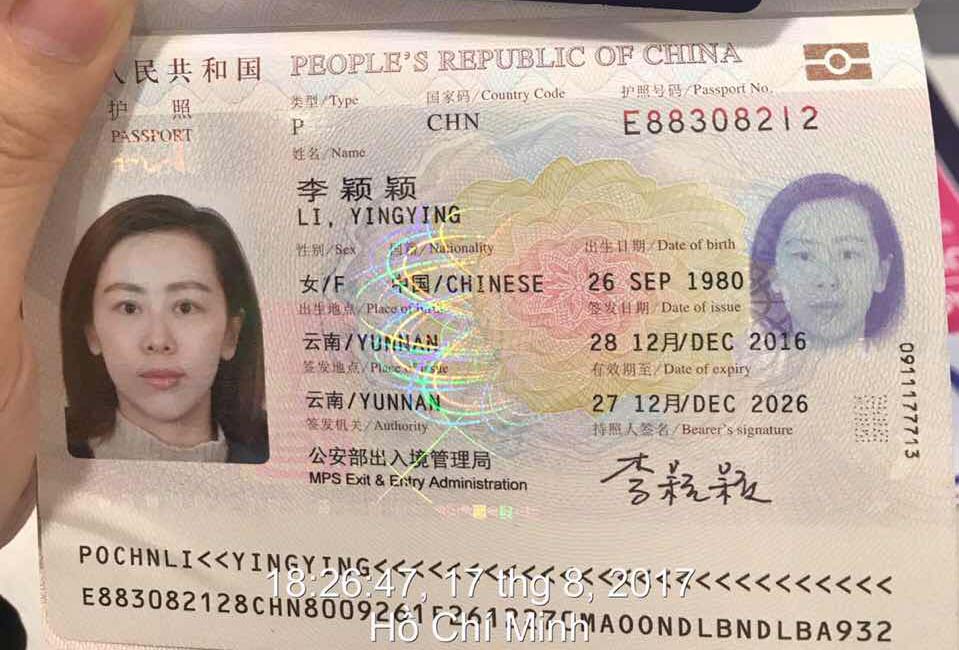 人民共和国 PEOPLE'S REPUBLIC OF CHINA
护 照 类型/Type 国家码/Country Code 护照号码/Passport No.
PASSPORT P CHN E88308212
姓名/Name
李颖颖
LI, YINGYING
性别/Sex 国籍/Nationality 出生日期/Date of birth
女/F 中国/CHINESE 26 SEP 1980
出生地点/Place of birth 签发日期/Date of issue
云南/YUNNAN 28 12月/DEC 2016
签发地点/Place of issue 有效期至/Date of expiry
云南/YUNNAN 27 12月/DEC 2026
签发机关/Authority 持照人签名/Bearer's signature
公安部出入境管理局
MPS Exit & Entry Administration
李颖颖
0911177713
POCHNLI<<YINGYING<<<<<<<<<<<<<<<<<<<<<<<<<<<
18:26:47, 17 thg 8, 2017
Hồ Chí Minh